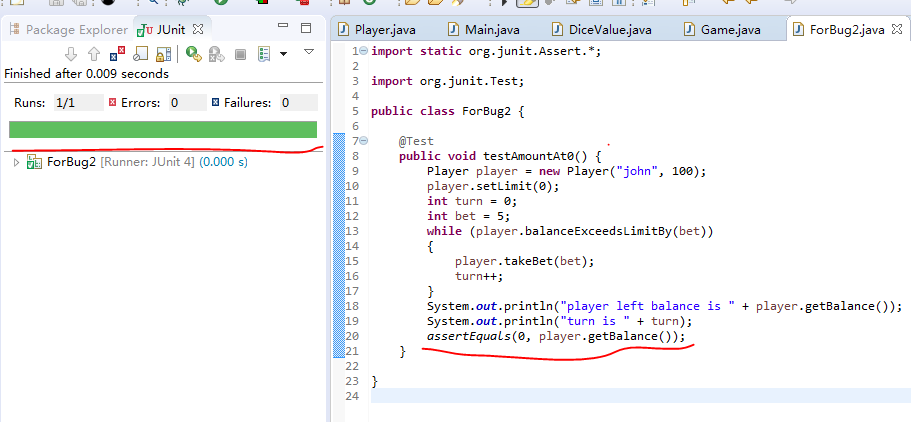 Package Explorer JUnit
Finished after 0.009 seconds
Runs: 1/1 Errors: 0 Failures: 0
ForBug2 [Runner: JUnit 4] (0.000 s)
Player.java Main.java DiceValue.java Game.java ForBug2.java
1 import static org.junit.Assert.*;
2
3 import org.junit.Test;
4
5 public class ForBug2 {
6
7 @Test
8 public void testAmountAt0() {
9 Player player = new Player("john", 100);
10 player.setLimit(0);
11 int turn = 0;
12 int bet = 5;
13 while (player.balanceExceedsLimitBy(bet))
14 {
15 player.takeBet(bet);
16 turn++;
17 }
18 System.out.println("player left balance is " + player.getBalance());
19 System.out.println("turn is " + turn);
20 assertEquals(0, player.getBalance());
21 }
22
23 }
24